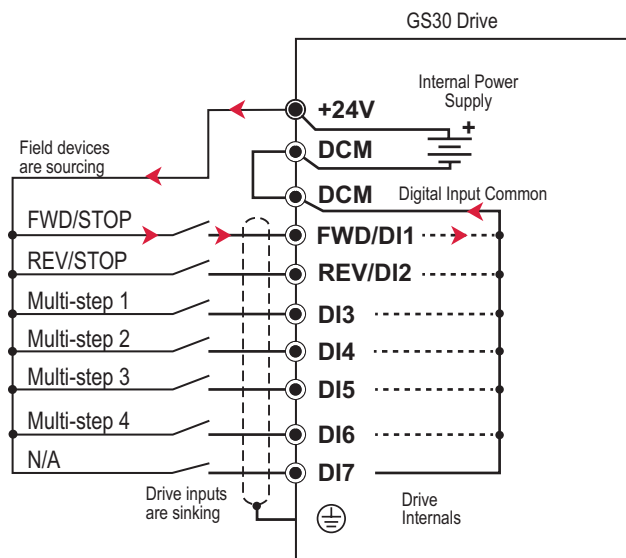 GS30 Drive
Internal Power
Supply
+24V
+
DCM
Field devices
are sourcing
DCM
Digital Input Common
FWD/STOP
FWD/DI1
REV/STOP
REV/DI2
Multi-step 1
DI3
Multi-step 2
DI4
Multi-step 3
DI5
Multi-step 4
DI6
N/A
DI7
Drive inputs
are sinking
Drive
Internals